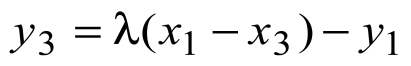 y₃ = λ(x₁ − x₃) − y₁